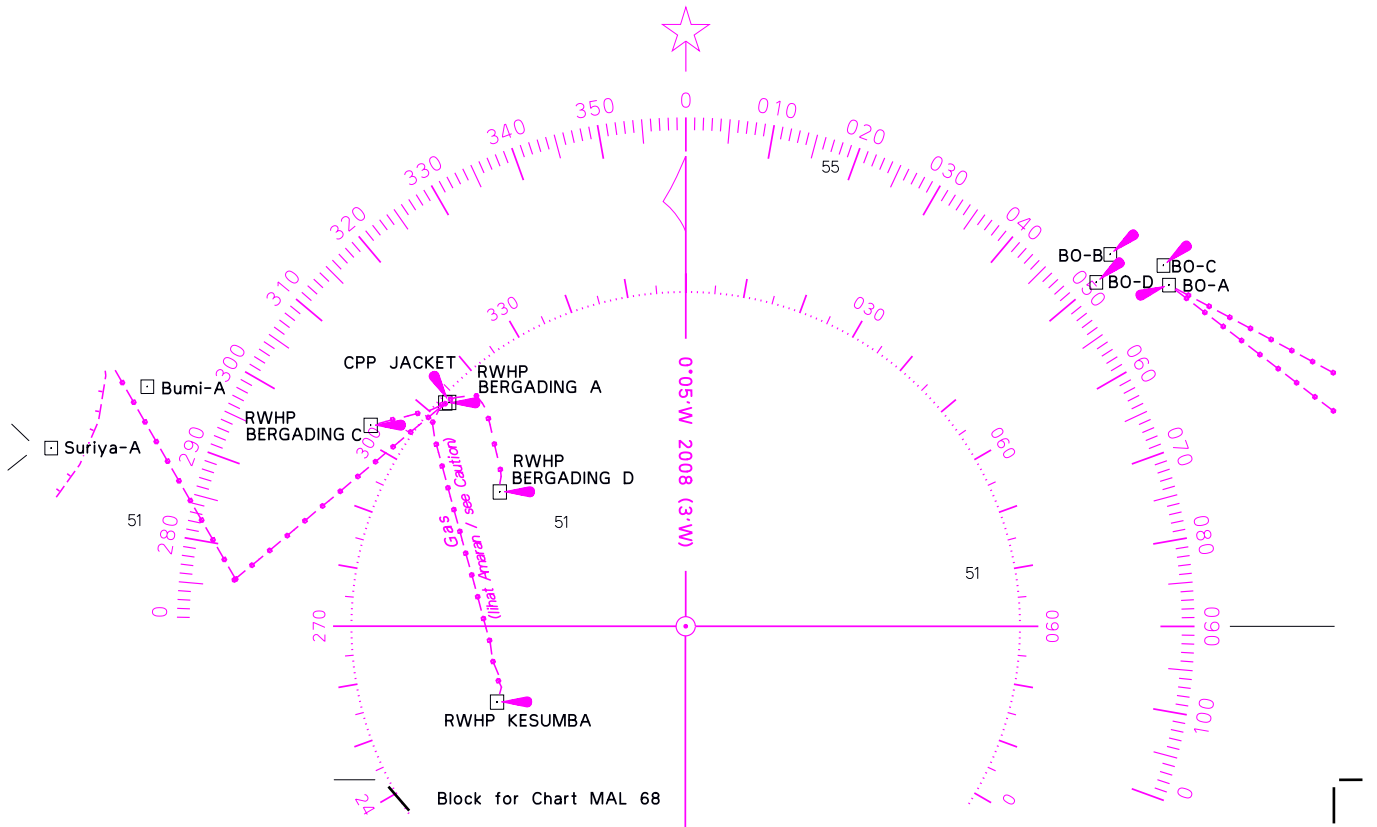 0
350
010
340
020
55
330
030
320
040
310
050
BO-B
BO-C
BO-D
BO-A
330
030
300
060
CPP JACKET
RWHP
BERGADING A
Bumi-A
RWHP
BERGADING C
300
060
290
070
Suriya-A
RWHP
BERGADING D
0°05'W 2008 (3'W)
Gas
(lihat Amaran / see Caution)
51
280
51
080
51
0
270
090
090
RWHP KESUMBA
100
24
Block for Chart MAL 68
0
0